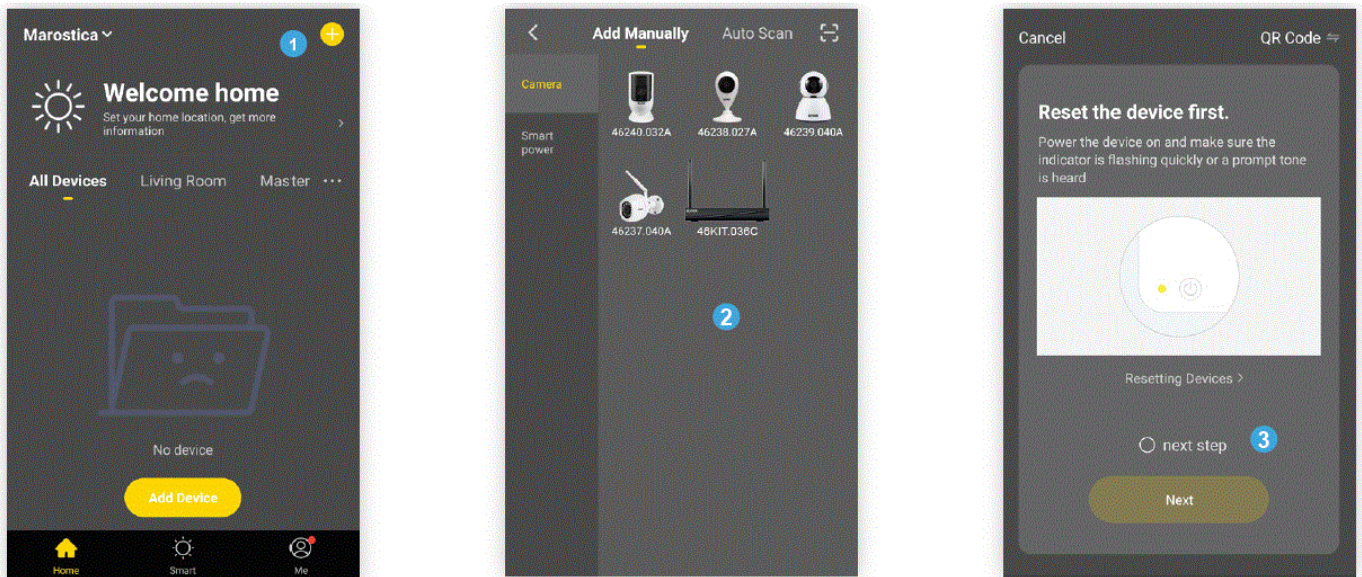 Marostica
1
Welcome home
Set your home location, get more
information
All Devices
Living Room
Master
No device
Add Device
Home
Smart
Me
Add Manually
Auto Scan
Camera
Smart
power
46240.032A
46238.027A
46239.040A
46237.040A
46KIT.036C
2
Cancel
QR Code
Reset the device first.
Power the device on and make sure the
indicator is flashing quickly or a prompt tone
is heard
Resetting Devices >
next step
3
Next